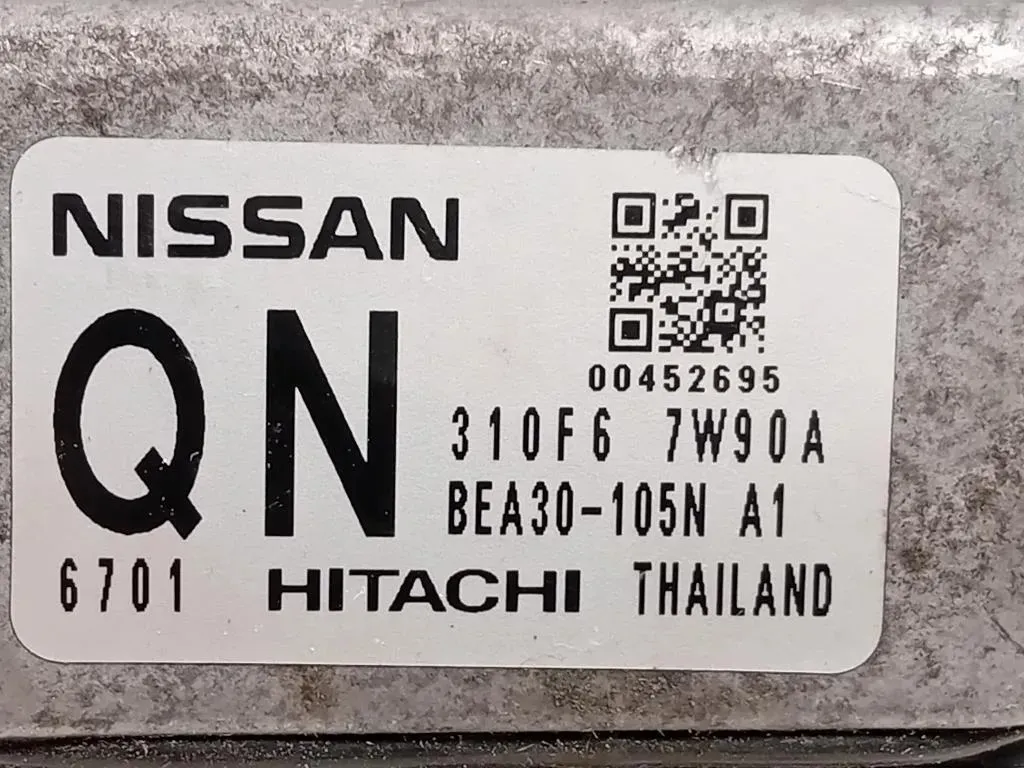 NISSAN
00452695
QN
310F6 7W90A
BEA30-105N A1
6701 HITACHI THAILAND